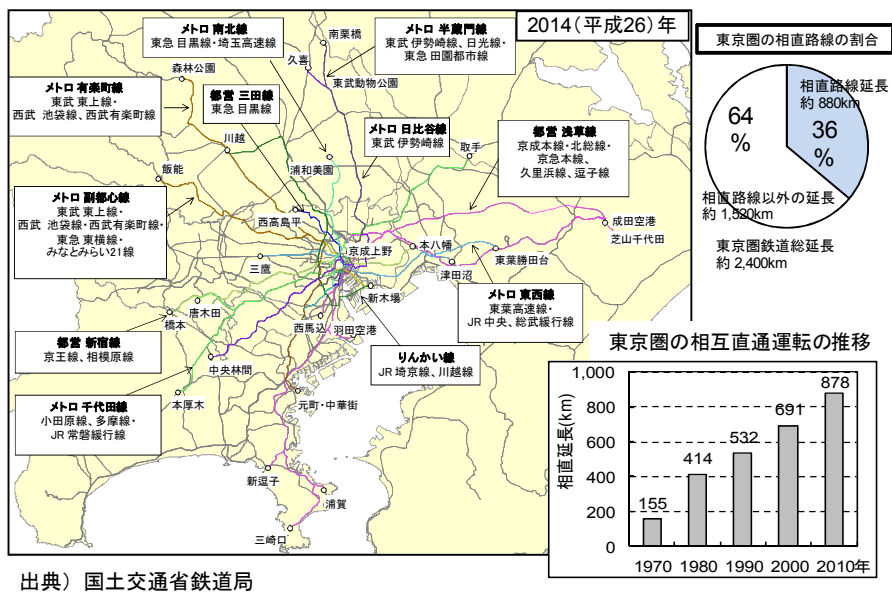 2014(平成26)年
メトロ 南北線
東急 目黒線・埼玉高速線
メトロ 半蔵門線
東武 伊勢崎線、日光線・
東急 田園都市線
メトロ 有楽町線
東武 東上線・
西武 池袋線、西武有楽町線
都営 三田線
東急 目黒線
メトロ 日比谷線
東武 伊勢崎線
都営 浅草線
京成本線・北総線・
京急本線、
久里浜線、逗子線
メトロ 副都心線
東武 東上線・
西武 池袋線・西武有楽町線・
東急 東横線・
みなとみらい21線
メトロ 東西線
東葉高速線・
JR 中央、総武緩行線
都営 新宿線
京王線、相模原線
りんかい線
JR 埼京線、川越線
メトロ 千代田線
小田原線、多摩線・
JR 常磐緩行線
南栗橋
久喜
森林公園
東武動物公園
川越
飯能
浦和美園
取手
西高島平
成田空港
芝山千代田
京成上野
本八幡
東葉勝田台
三鷹
津田沼
新木場
唐木田
橋本
西馬込
羽田空港
中央林間
本厚木
元町・中華街
新逗子
浦賀
三崎口
東京圏の相直路線の割合
相直路線延長
約 880km
64
%
36
%
相直路線以外の延長
約 1,520km
東京圏鉄道総延長
約 2,400km
東京圏の相互直通運転の推移
相直延長(km)
1,000
800
600
400
200
0
155
414
532
691
878
1970 1980 1990 2000 2010年
出典）国土交通省鉄道局